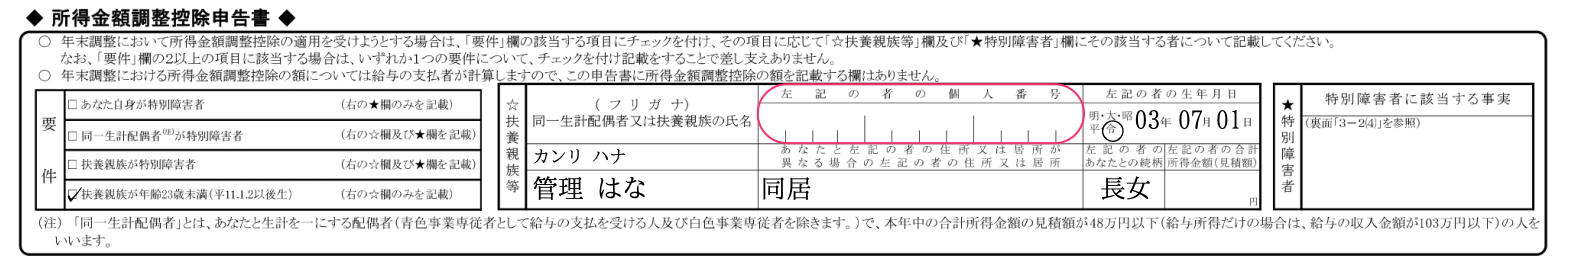 ◆ 所得金額調整控除申告書 ◆
○ 年末調整において所得金額調整控除の適用を受けようとする場合は、「要件」欄の該当する項目にチェックを付け、その項目に応じて「☆扶養親族等」欄及び「★特別障害者」欄にその該当する者について記載してください。
なお、「要件」欄の2以上の項目に該当する場合は、いずれか1つの要件について、チェックを付け記載をすることで差し支えありません。
○ 年末調整における所得金額調整控除の額については給与の支払者が計算しますので、この申告書に所得金額調整控除の額を記載する欄はありません。
要件
□ あなた自身が特別障害者 (右の★欄のみを記載)
□ 同一生計配偶者(注)が特別障害者 (右の☆欄及び★欄を記載)
□ 扶養親族が特別障害者 (右の☆欄及び★欄を記載)
☑ 扶養親族が年齢23歳未満(平11.1.2以後生) (右の☆欄のみを記載)
☆扶養親族等
(フリガナ)
同一生計配偶者又は扶養親族の氏名
左記の者の個人番号
左記の者の生年月日
明・大・昭
平・令 03年 07月 01日
カンリ ハナ
管理 はな
あなたと左記の者の住所又は居所が
異なる場合の左記の者の住所又は居所
同居
左記の者の
あなたとの続柄
長女
左記の者の合計
所得金額(見積額)
円
★特別障害者
特別障害者に該当する事実
(裏面「3-2(4)」を参照)
(注) 「同一生計配偶者」とは、あなたと生計を一にする配偶者(青色事業専従者として給与の支払を受ける人及び白色事業専従者を除きます。)で、本年中の合計所得金額の見積額が48万円以下(給与所得だけの場合は、給与の収入金額が103万円以下)の人を
いいます。